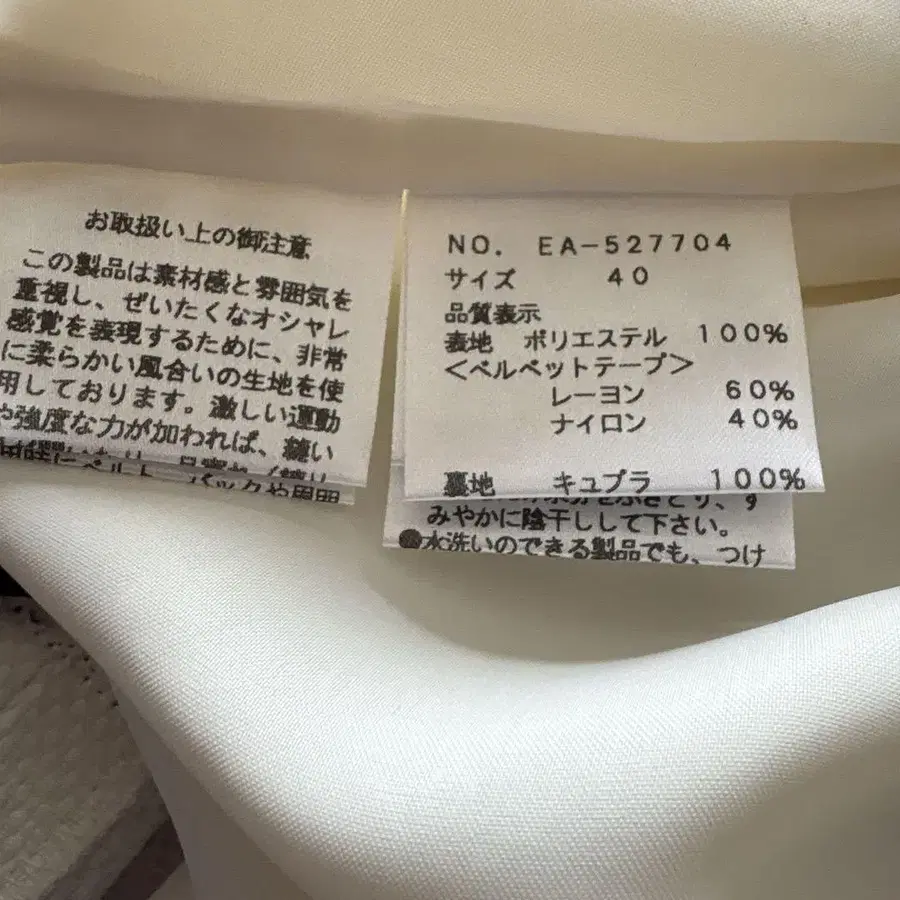 お取扱い上の御注意
この製品は素材感と雰囲気を
重視し、ぜいたくなオシャレ
感覚を表現するために、非常
に柔らかい風合いの生地を使
用しております。激しい運動
や強度な力が加われば、縫い
NO. EA-527704
サイズ 40
品質表示
表地 ポリエステル 100%
<ベルベットテープ>
レーヨン 60%
ナイロン 40%
裏地 キュプラ 100%
みやかに陰干しして下さい。
●水洗いのできる製品でも、つけ